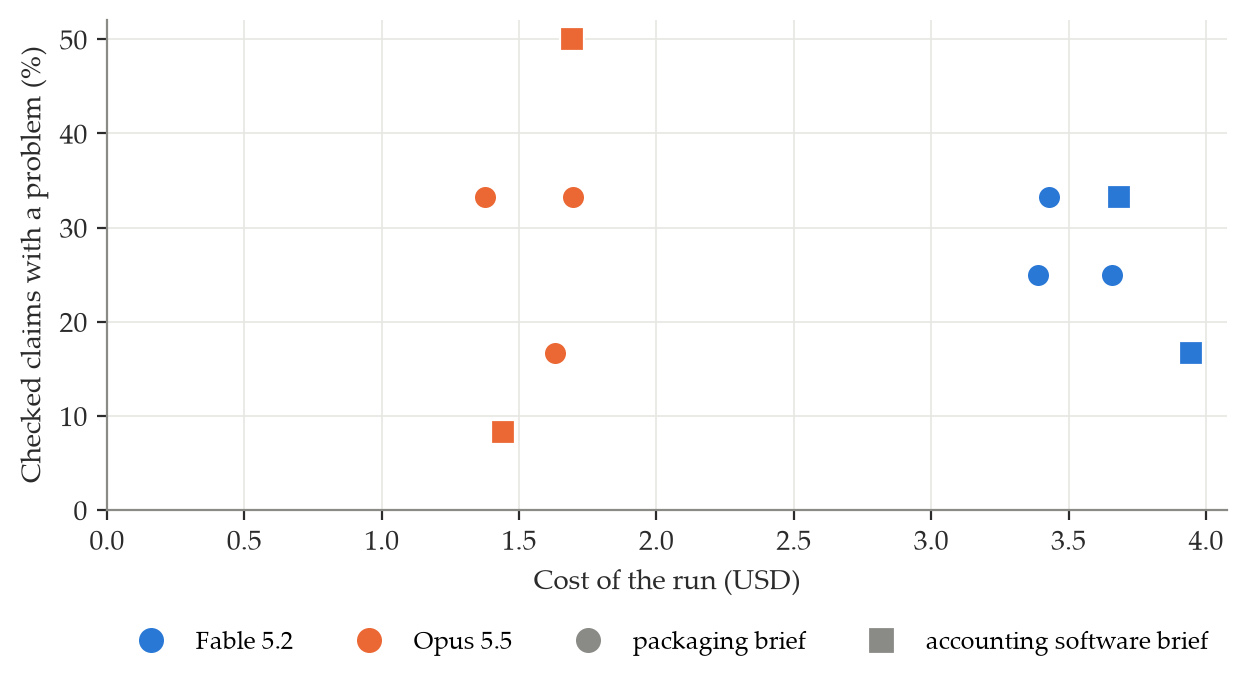 Checked claims with a problem (%)
50
40
30
20
10
0
0.0 0.5 1.0 1.5 2.0 2.5 3.0 3.5 4.0
Cost of the run (USD)
Fable 5.2 Opus 5.5 packaging brief accounting software brief